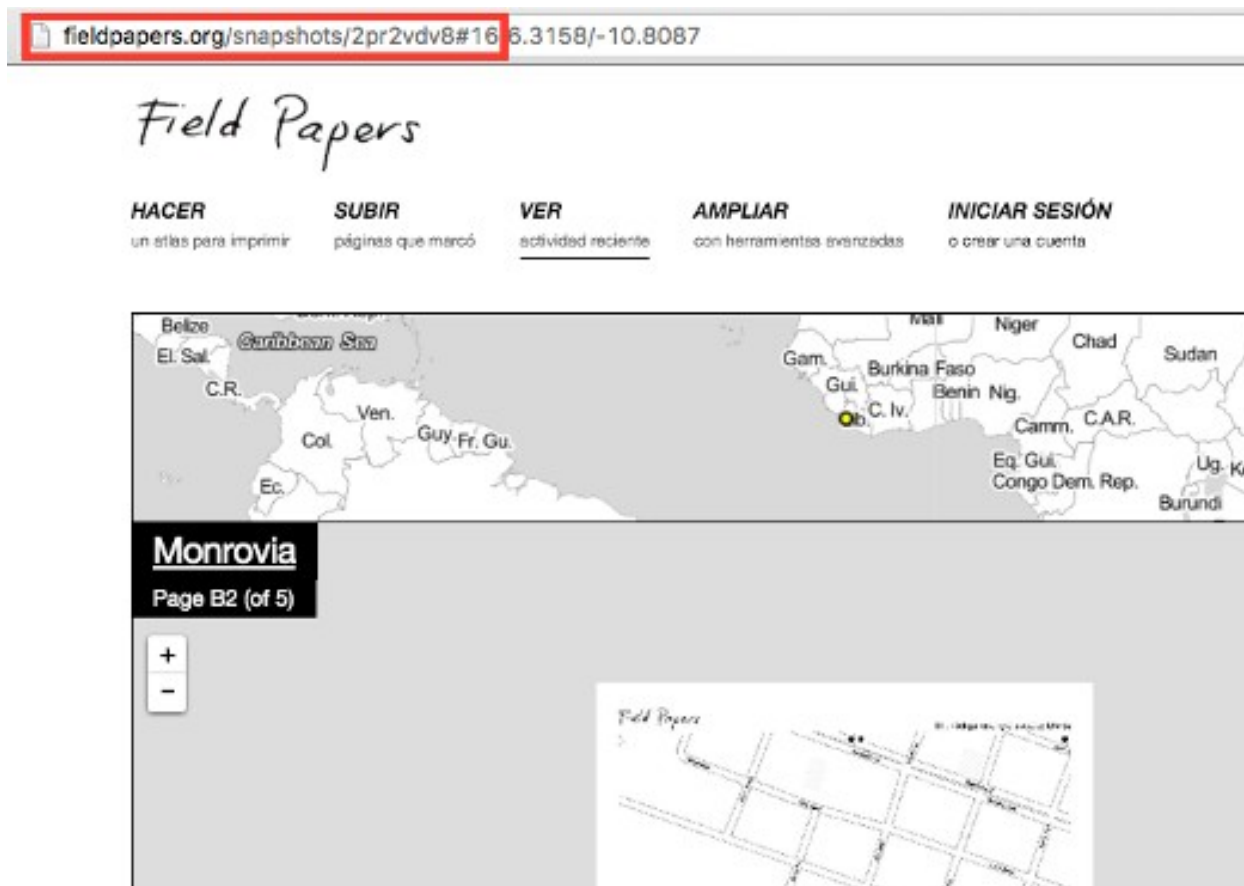 fieldpapers.org/snapshots/2pr2vdv8#16/6.3158/-10.8087
Field Papers
HACER SUBIR VER AMPLIAR INICIAR SESIÓN
un atlas para imprimir páginas que marcó actividad reciente con herramientas avanzadas o crear una cuenta
Belize Caribbean Sea Mali Niger Chad Sudan
El. Sal. Gam. Burkina Faso
C.R. Gui. Benin Nig.
Ven. C. Iv. C.A.R.
Col. Guy. Fr. Gu. Camm.
Ec. Eq. Gui. Ug.
Congo Dem. Rep.
Burundi
Monrovia
Page B2 (of 5)
+
-
Field Papers